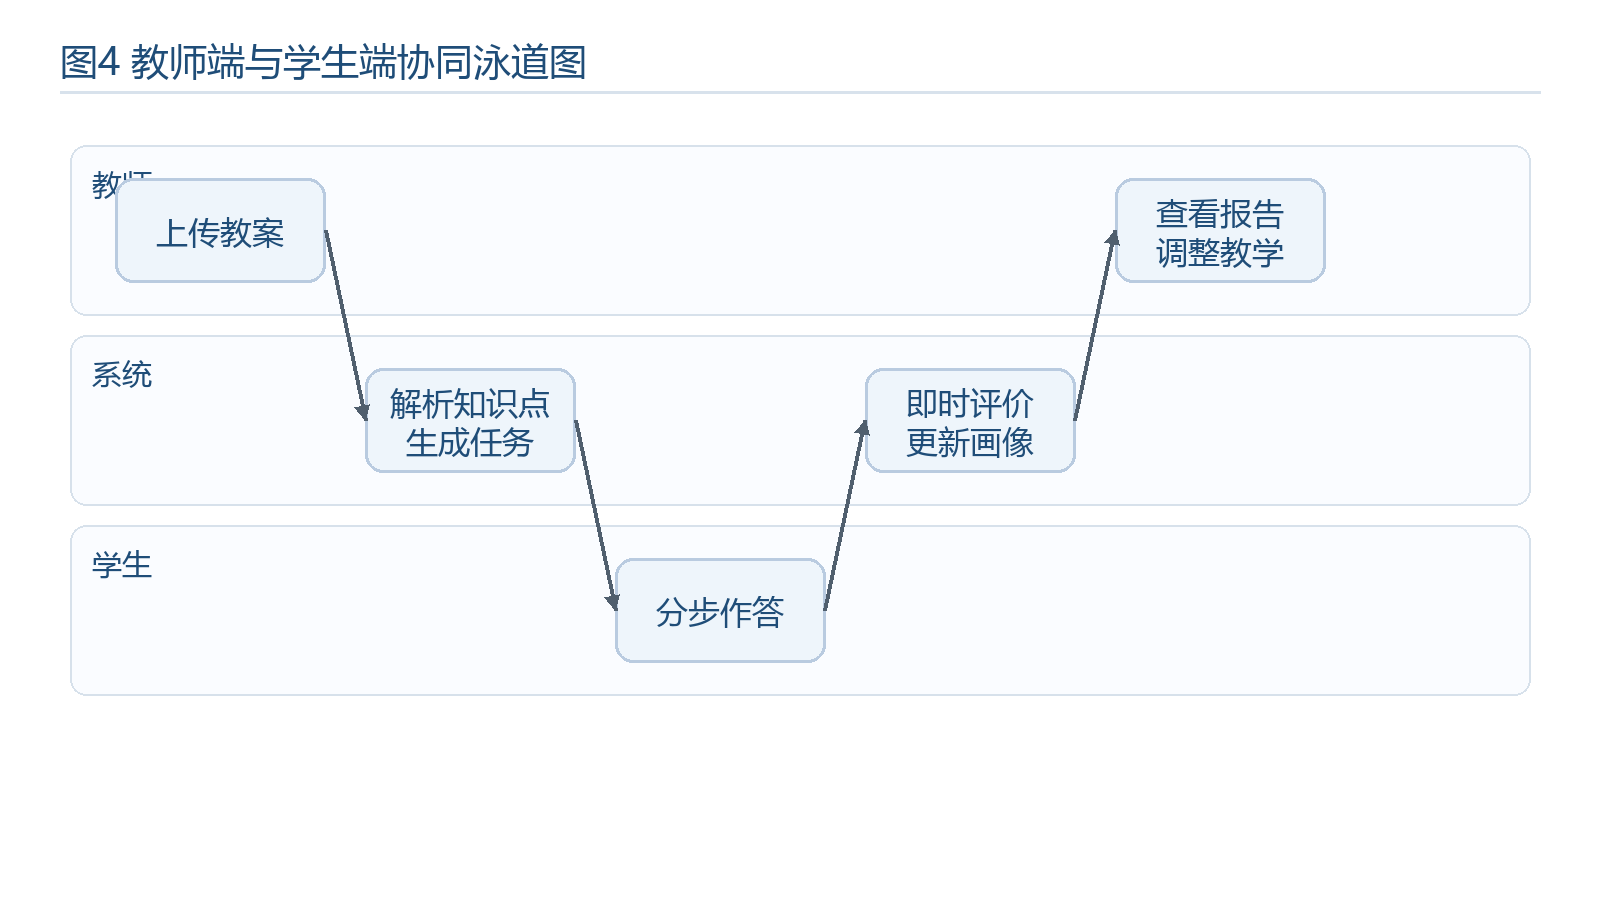 图4 教师端与学生端协同泳道图
教师
上传教案
查看报告
调整教学
系统
解析知识点
生成任务
即时评价
更新画像
学生
分步作答